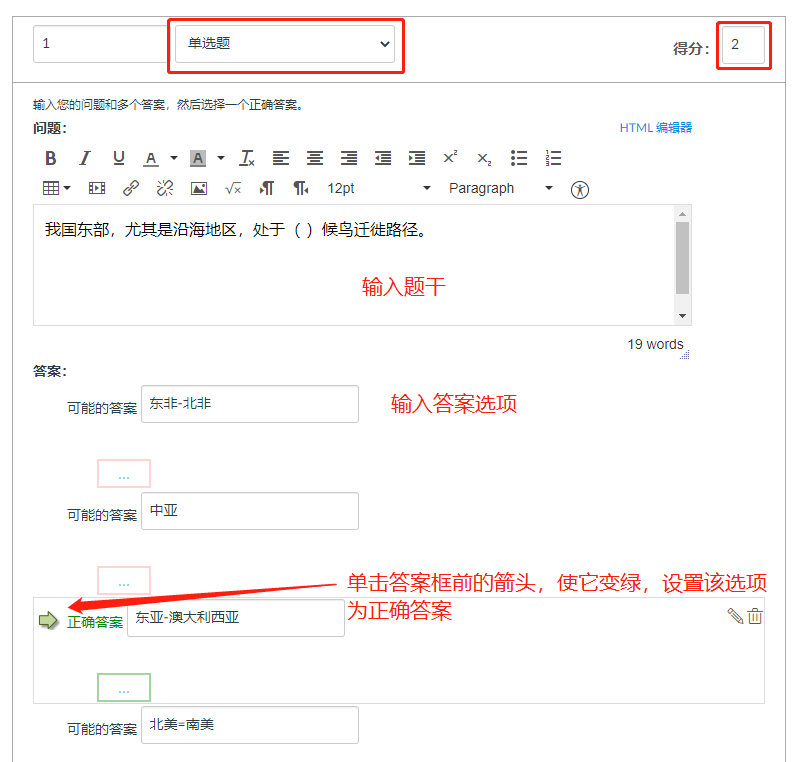 1 单选题 得分： 2
输入您的问题和多个答案，然后选择一个正确答案。
问题： HTML 编辑器
B I U A A Tx x² x₂
√x ¶ ¶ 12pt Paragraph
我国东部，尤其是沿海地区，处于（ ）候鸟迁徙路径。
输入题干
19 words
答案：
可能的答案 东非-北非 输入答案选项
...
可能的答案 中亚
...
单击答案框前的箭头，使它变绿，设置该选项
为正确答案
正确答案 东亚-澳大利西亚
...
可能的答案 北美=南美